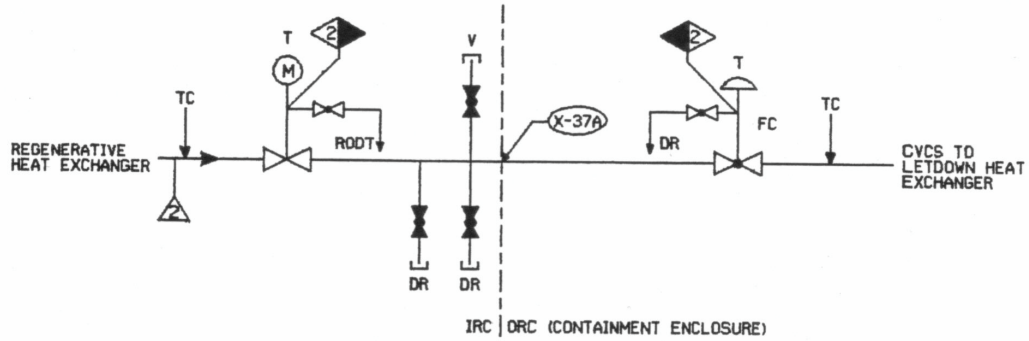 2
2
T
V
T
M
TC
TC
X-37A
FC
RODT
DR
REGENERATIVE
HEAT EXCHANGER
CVCS TO
LETDOWN HEAT
EXCHANGER
2
DR
DR
IRC
ORC (CONTAINMENT ENCLOSURE)